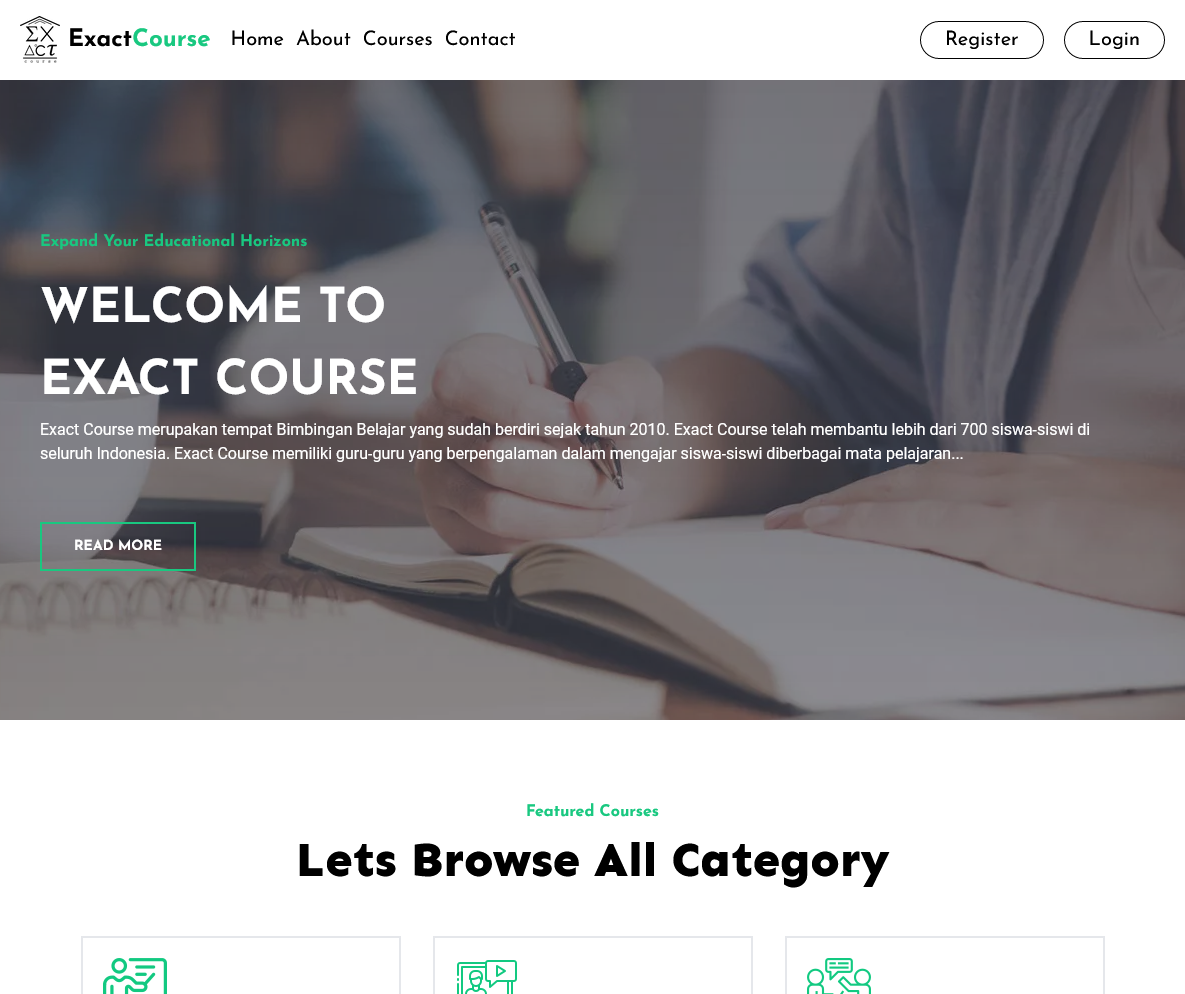 EX
ACT
COURSE
ExactCourse
Home About Courses Contact
Register Login
Expand Your Educational Horizons
WELCOME TO
EXACT COURSE
Exact Course merupakan tempat Bimbingan Belajar yang sudah berdiri sejak tahun 2010. Exact Course telah membantu lebih dari 700 siswa-siswi di
seluruh Indonesia. Exact Course memiliki guru-guru yang berpengalaman dalam mengajar siswa-siswi diberbagai mata pelajaran...
READ MORE
Featured Courses
Lets Browse All Category